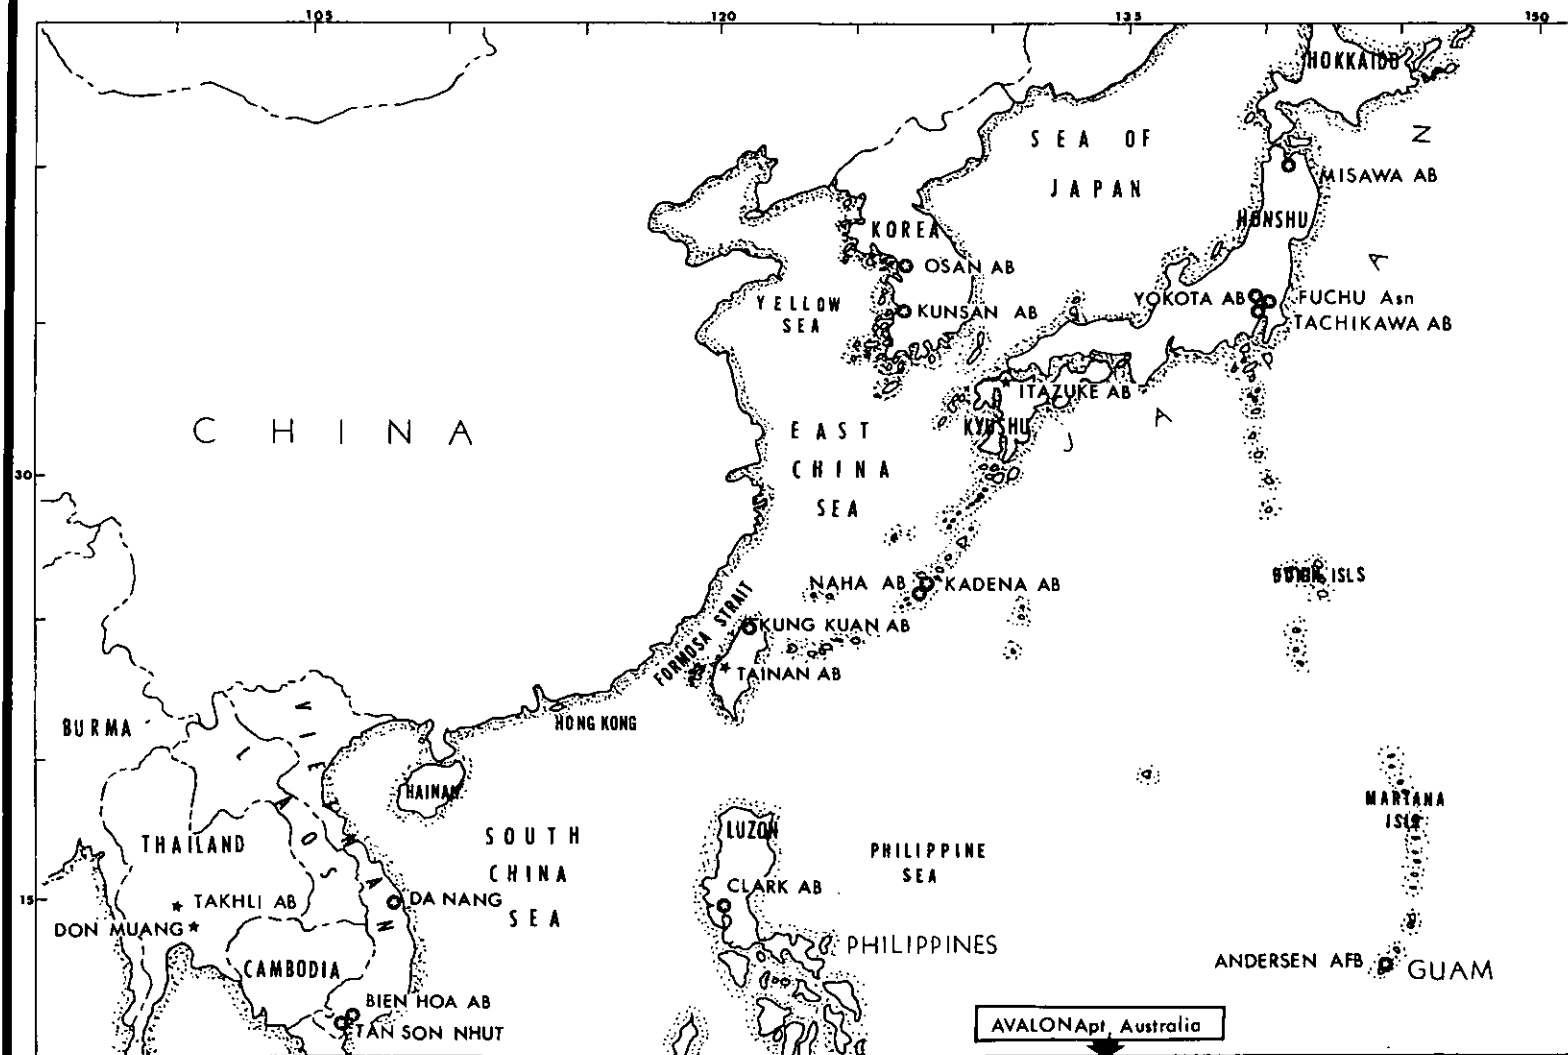 105
120
135
150
HOKKAIDO
SEA OF
JAPAN
MISAWA AB
HONSHU
KOREA
OSAN AB
YOKOTA AB
FUCHU Asn
YELLOW
SEA
KUNSAN AB
TACHIKAWA AB
ITAZUKE AB
KYUSHU
JAPAN
CHINA
EAST
CHINA
SEA
30
NAHA AB
KADENA AB
ISLS
FORMOSA STRAIT
KUNG KUAN AB
TAINAN AB
HONG KONG
BURMA
VIETNAM
LAOS
HAINAN
MARIANA
ISLS
THAILAND
SOUTH
CHINA
SEA
LUZON
PHILIPPINE
SEA
CLARK AB
15
TAKHLI AB
DA NANG
DON MUANG
PHILIPPINES
CAMBODIA
ANDERSEN AFB
GUAM
BIEN HOA AB
TAN SON NHUT
AVALON Apt, Australia